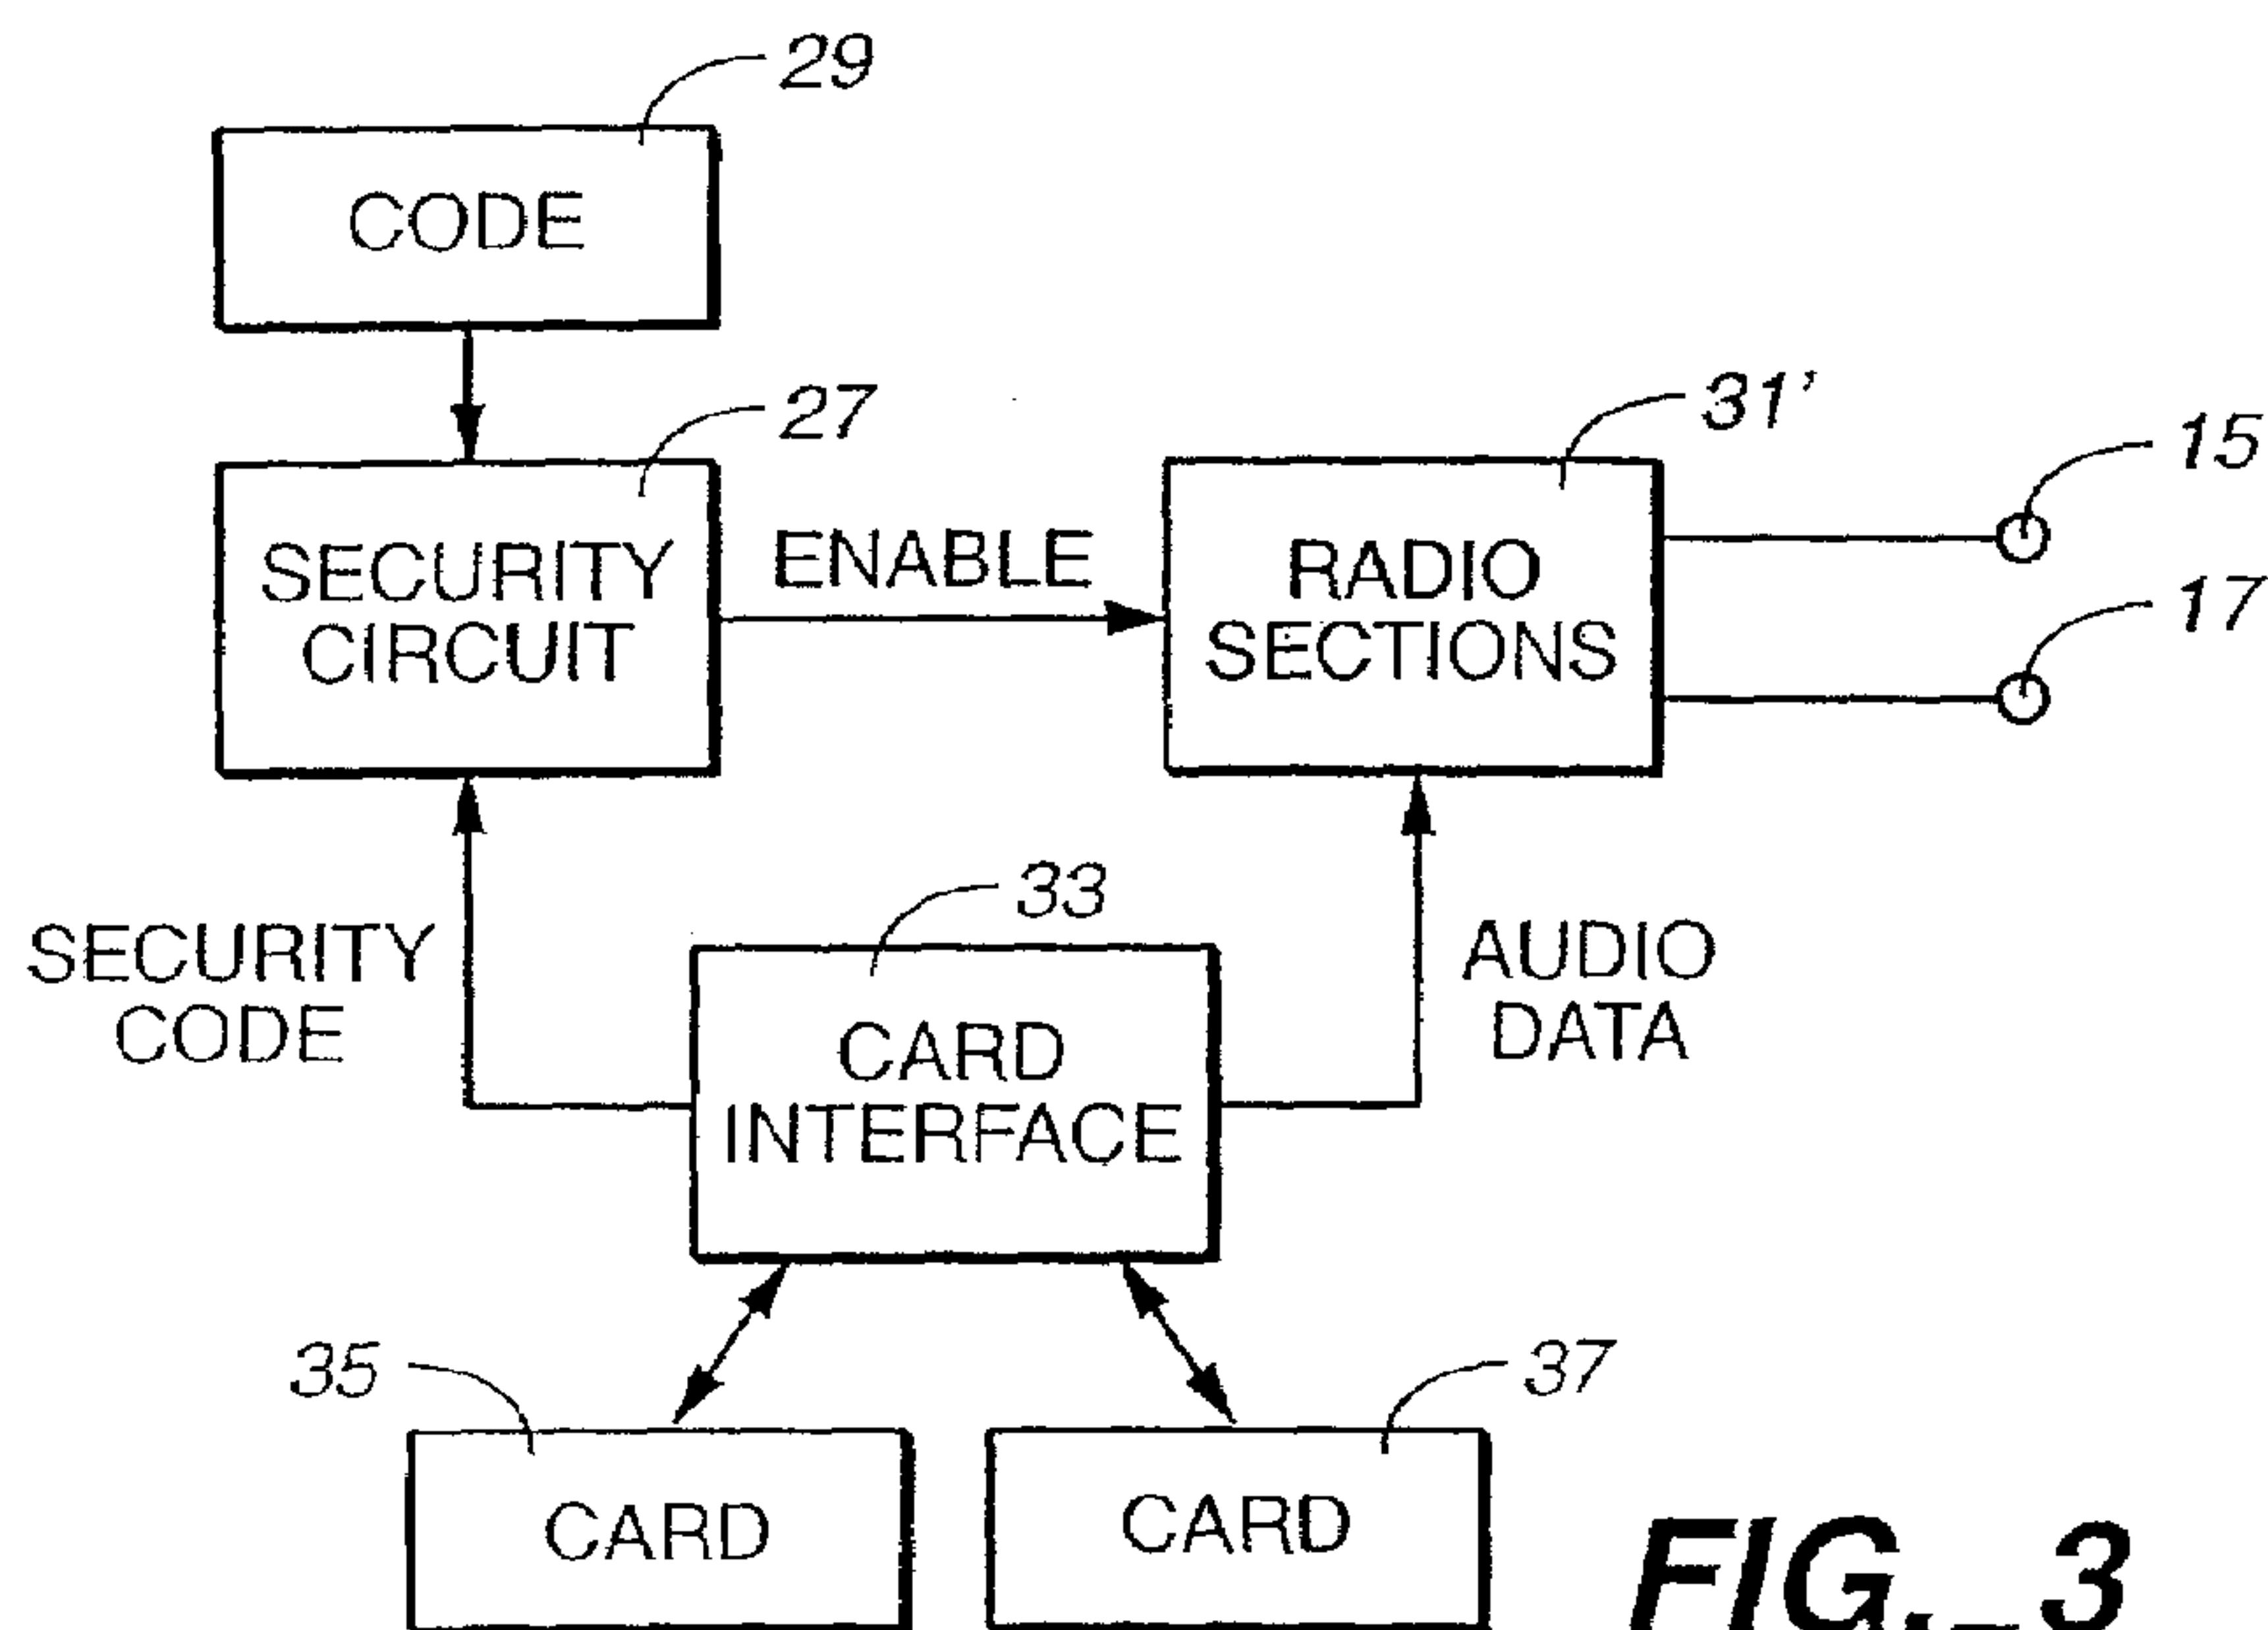 29
CODE
27
31'
15
SECURITY
CIRCUIT
ENABLE
RADIO
SECTIONS
17
33
SECURITY
CODE
CARD
INTERFACE
AUDIO
DATA
35
37
CARD
CARD
FIG._3